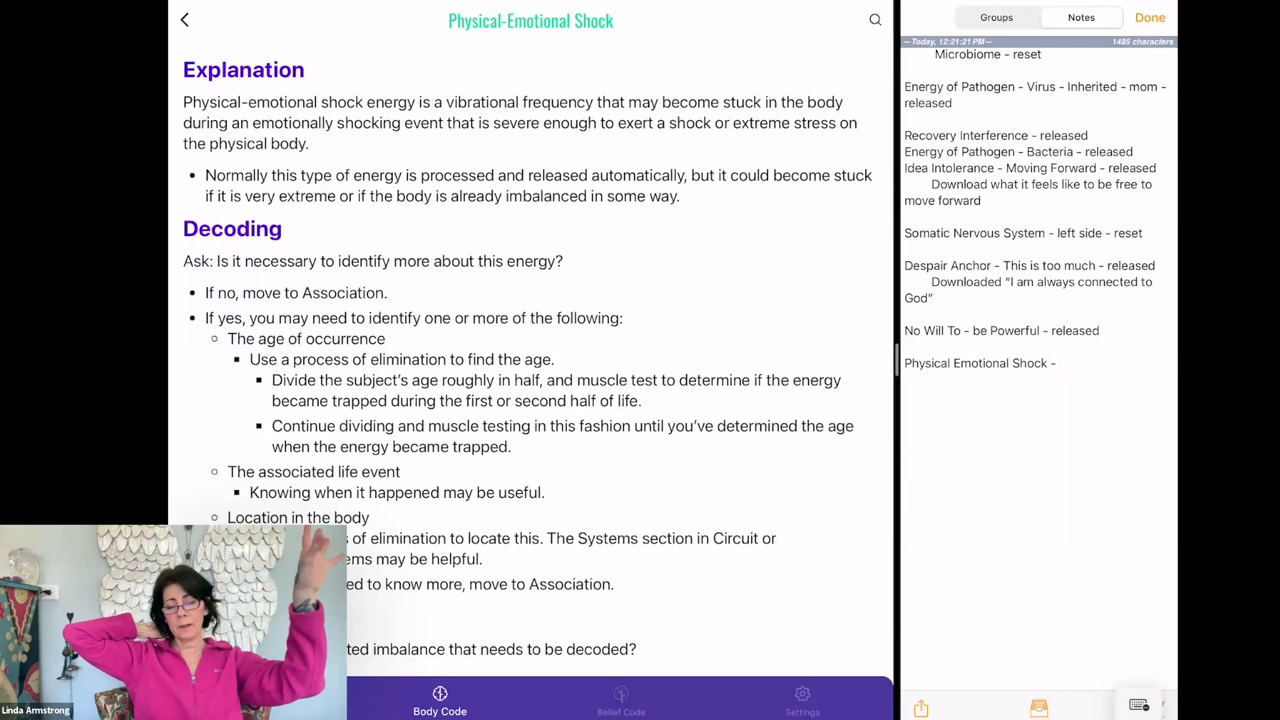 Physical-Emotional Shock
Explanation
Physical-emotional shock energy is a vibrational frequency that may become stuck in the body
during an emotionally shocking event that is severe enough to exert a shock or extreme stress on
the physical body.
• Normally this type of energy is processed and released automatically, but it could become stuck
if it is very extreme or if the body is already imbalanced in some way.
Decoding
Ask: Is it necessary to identify more about this energy?
• If no, move to Association.
• If yes, you may need to identify one or more of the following:
○ The age of occurrence
▪ Use a process of elimination to find the age.
▪ Divide the subject's age roughly in half, and muscle test to determine if the energy
became trapped during the first or second half of life.
▪ Continue dividing and muscle testing in this fashion until you've determined the age
when the energy became trapped.
○ The associated life event
▪ Knowing when it happened may be useful.
○ Location in the body
of elimination to locate this. The Systems section in Circuit or
may be helpful.
to know more, move to Association.
imbalance that needs to be decoded?
Linda Armstrong
Body Code
Belief Code
Settings
Groups
Notes
Done
—Today, 12:21:21 PM—
1485 characters
Microbiome - reset
Energy of Pathogen - Virus - Inherited - mom -
released
Recovery Interference - released
Energy of Pathogen - Bacteria - released
Idea Intolerance - Moving Forward - released
Download what it feels like to be free to
move forward
Somatic Nervous System - left side - reset
Despair Anchor - This is too much - released
Downloaded "I am always connected to
God"
No Will To - be Powerful - released
Physical Emotional Shock -